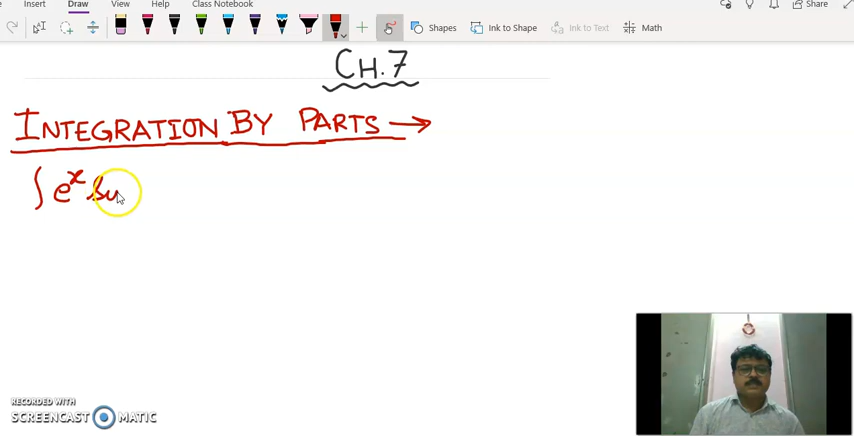 Insert Draw View Help Class Notebook Share
Shapes Ink to Shape Ink to Text Math
CH.7
INTEGRATION BY PARTS →
∫ e^x
RECORDED WITH
SCREENCAST MATIC